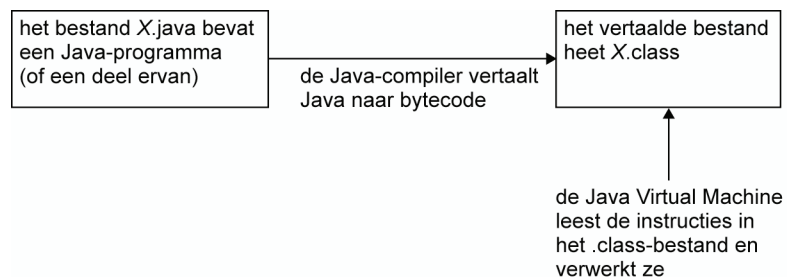 het bestand X.java bevat
een Java-programma
(of een deel ervan)
de Java-compiler vertaalt
Java naar bytecode
het vertaalde bestand
heet X.class
de Java Virtual Machine
leest de instructies in
het .class-bestand en
verwerkt ze